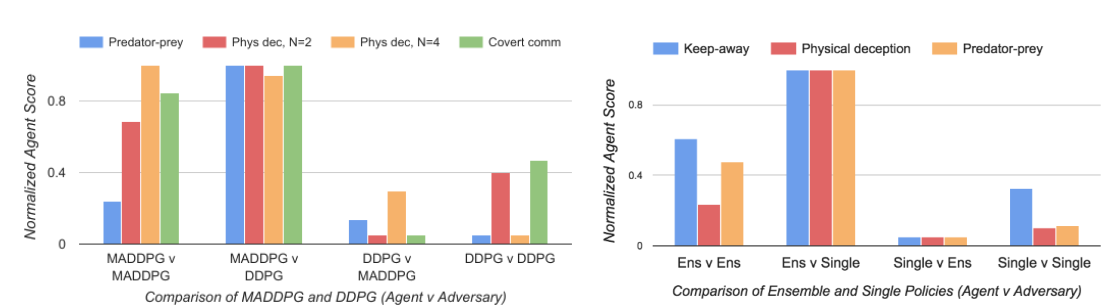 Predator-prey Phys dec, N=2 Phys dec, N=4 Covert comm
Normalized Agent Score
0.8
0.4
0
MADDPG v MADDPG
MADDPG v DDPG
DDPG v MADDPG
DDPG v DDPG
Comparison of MADDPG and DDPG (Agent v Adversary)
Keep-away Physical deception Predator-prey
Normalized Agent Score
0.8
0.4
0
Ens v Ens
Ens v Single
Single v Ens
Single v Single
Comparison of Ensemble and Single Policies (Agent v Adversary)